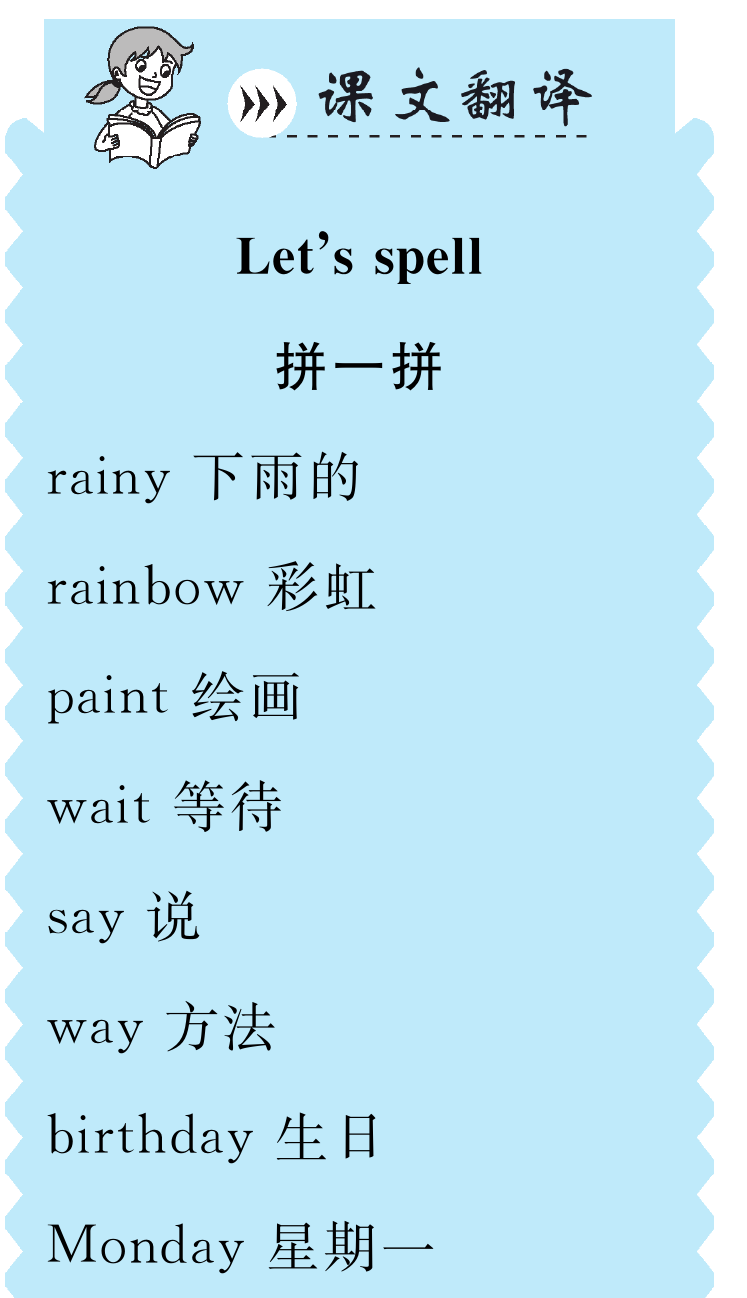 课文翻译
Let's spell
拼一拼
rainy 下雨的
rainbow 彩虹
paint 绘画
wait 等待
say 说
way 方法
birthday 生日
Monday 星期一